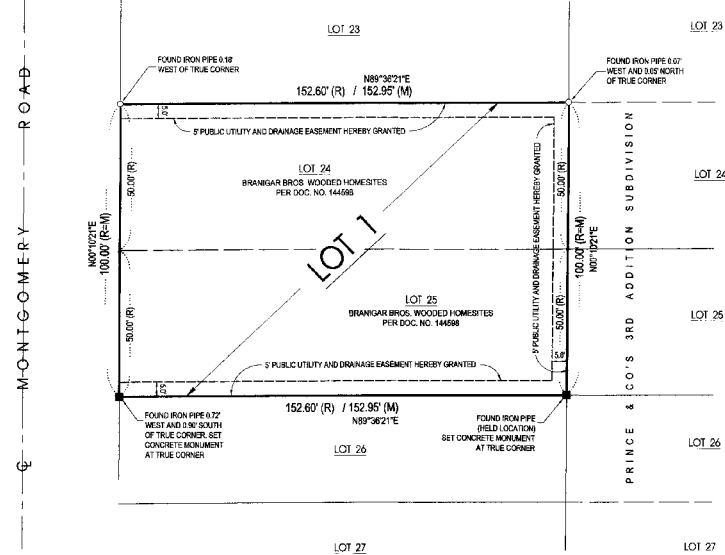 LOT 23
LOT 23
FOUND IRON PIPE 0.18'
WEST OF TRUE CORNER
FOUND IRON PIPE 0.07'
WEST AND 0.05' NORTH
OF TRUE CORNER
N89°36'21"E
152.60' (R) / 152.95' (M)
5.0'
5' PUBLIC UTILITY AND DRAINAGE EASEMENT HEREBY GRANTED
LOT 24
BRANIGAR BROS. WOODED HOMESITES
PER DOC. NO. 144598
LOT 24
50.00' (R)
50.00' (R)
5' PUBLIC UTILITY AND DRAINAGE EASEMENT HEREBY GRANTED
N00°10'21"E
100.00' (R=M)
100.00' (R=M)
N00°10'21"E
LOT 1
LOT 25
BRANIGAR BROS. WOODED HOMESITES
PER DOC. NO. 144598
LOT 25
50.00' (R)
50.00' (R)
5.0'
5' PUBLIC UTILITY AND DRAINAGE EASEMENT HEREBY GRANTED
5.0'
152.60' (R) / 152.95' (M)
N89°36'21"E
FOUND IRON PIPE 0.72'
WEST AND 0.90' SOUTH
OF TRUE CORNER. SET
CONCRETE MONUMENT
AT TRUE CORNER
FOUND IRON PIPE
(HELD LOCATION)
SET CONCRETE MONUMENT
AT TRUE CORNER
LOT 26
LOT 26
LOT 27
LOT 27
℄ MONTGOMERY ROAD
PRINCE & CO'S 3RD ADDITION SUBDIVISION